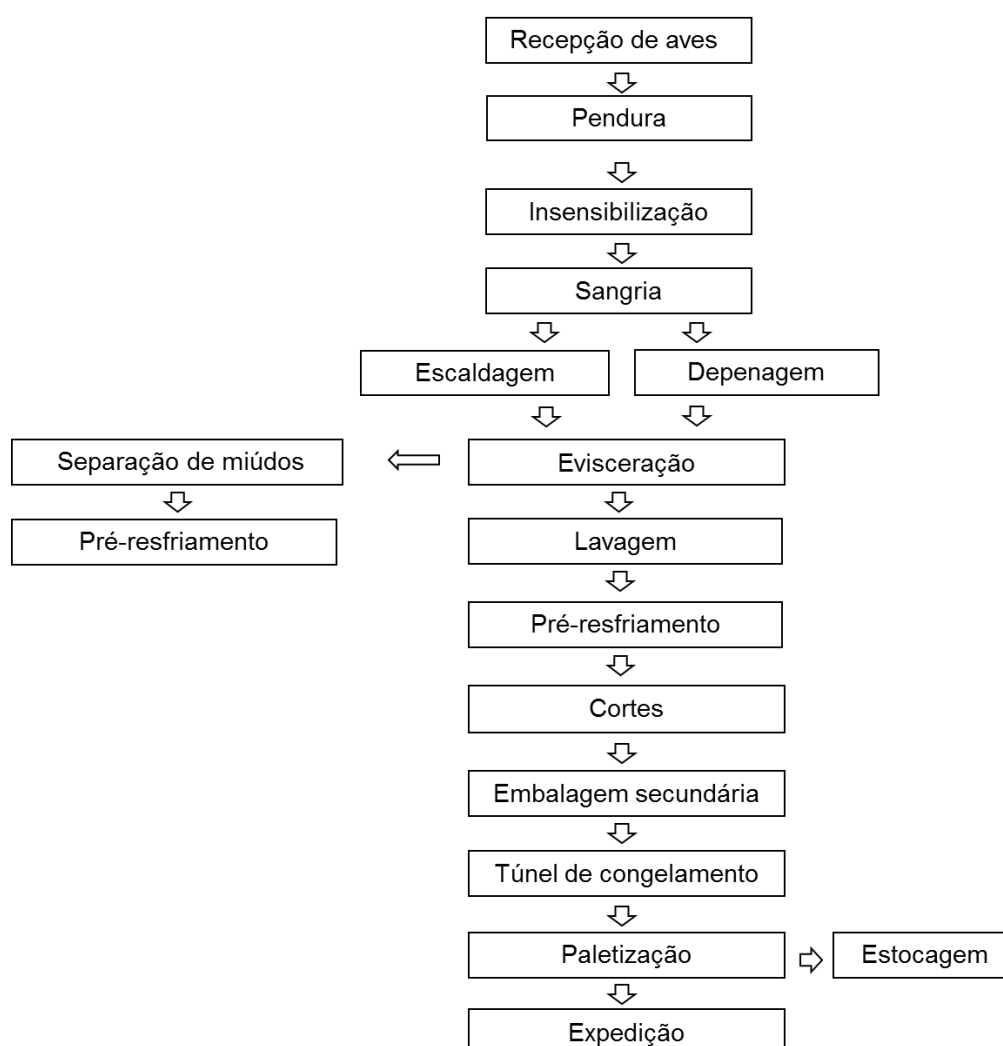 Recepção de aves
Pendura
Insensibilização
Sangria
Escaldagem
Depenagem
Separação de miúdos
Evisceração
Pré-resfriamento
Lavagem
Pré-resfriamento
Cortes
Embalagem secundária
Túnel de congelamento
Paletização
Estocagem
Expedição